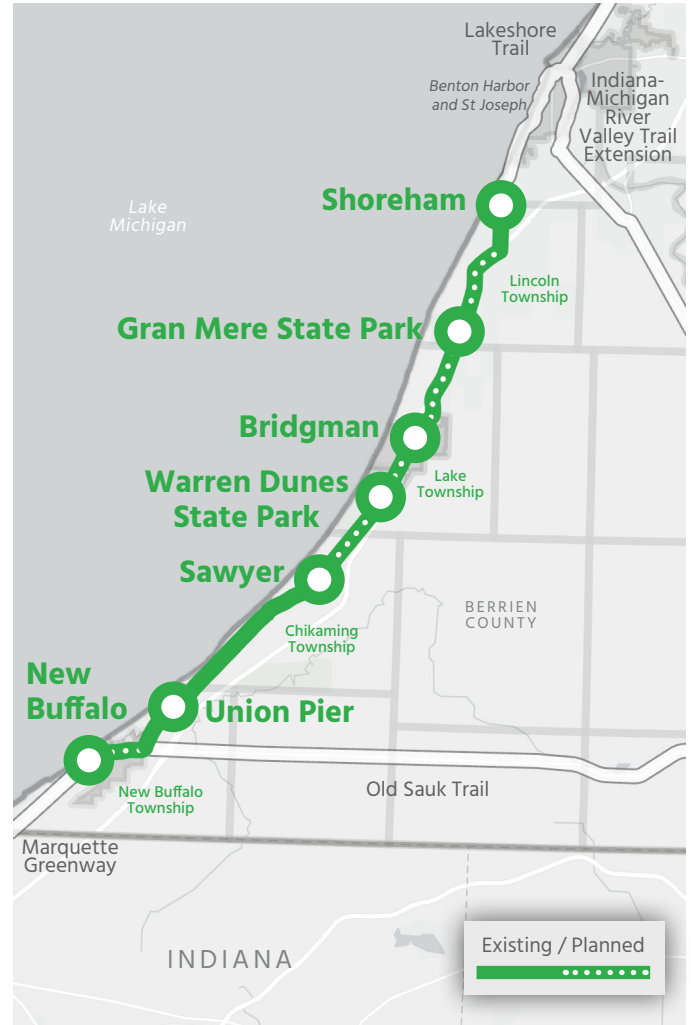 Lakeshore
Trail
Benton Harbor
and St Joseph
Indiana-
Michigan
River
Valley Trail
Extension
Shoreham
Lake
Michigan
Lincoln
Township
Gran Mere State Park
Bridgman
Lake
Township
Warren Dunes
State Park
Sawyer
BERRIEN
COUNTY
Chikaming
Township
New
Buffalo
Union Pier
New Buffalo
Township
Old Sauk Trail
Marquette
Greenway
INDIANA
Existing / Planned